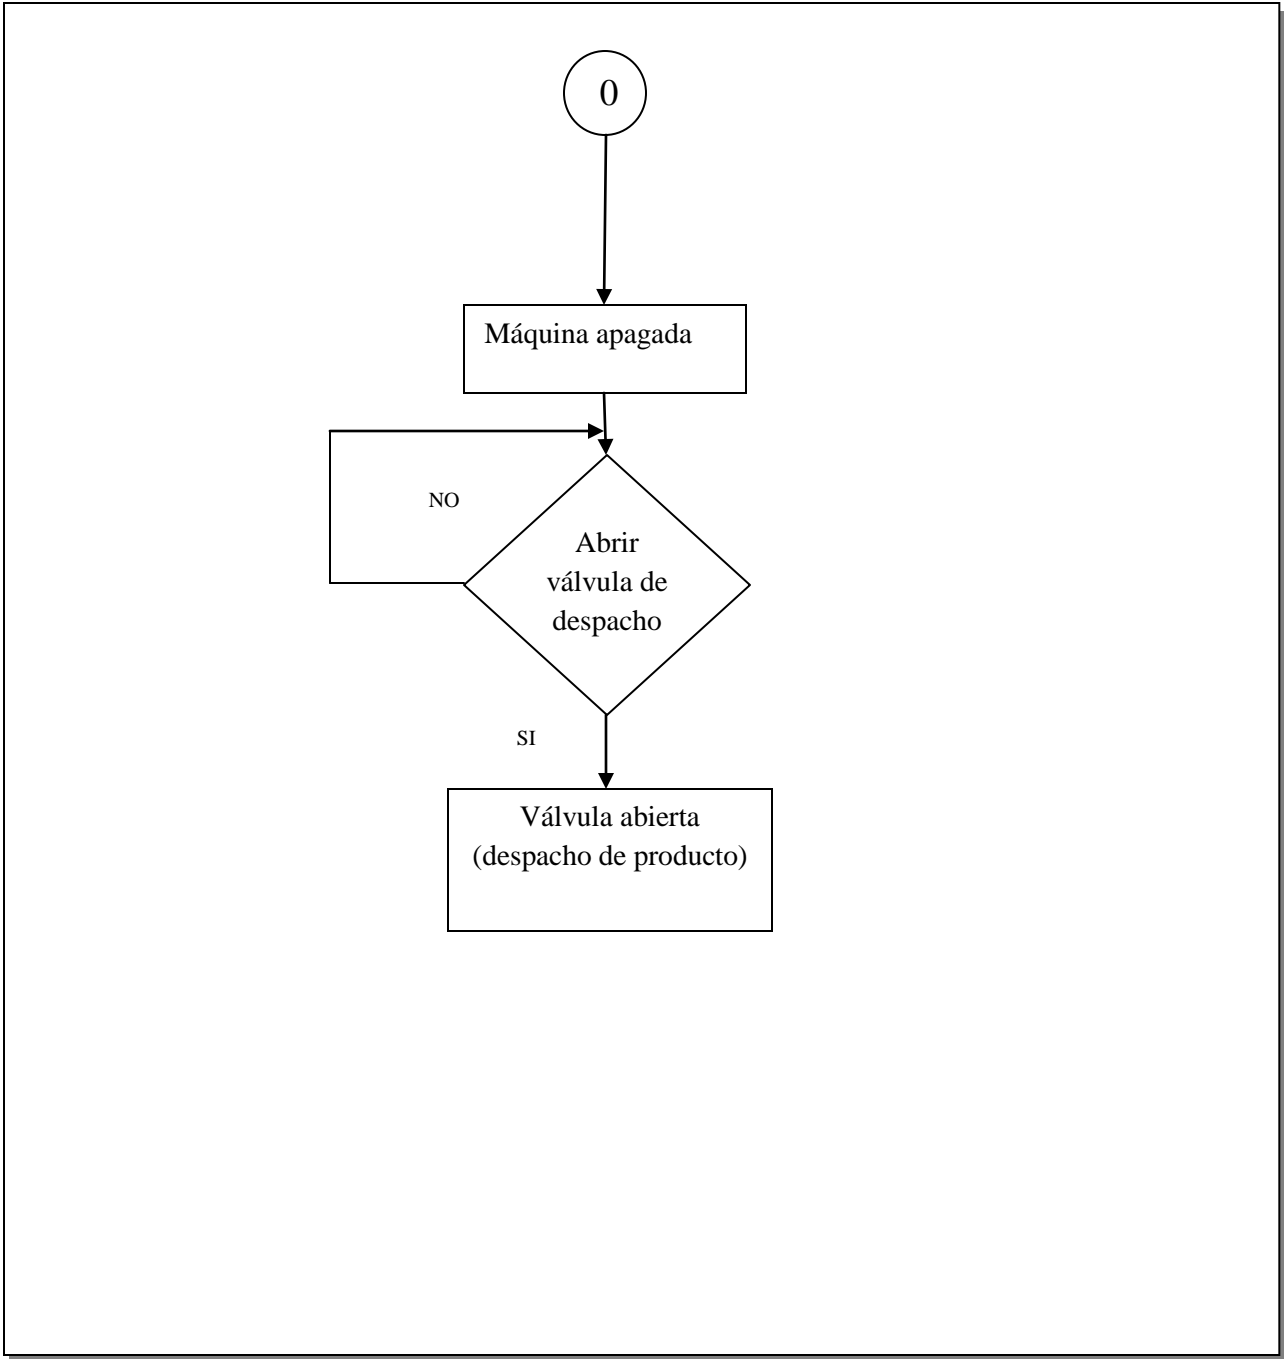 0
Máquina apagada
NO
Abrir
válvula de
despacho
SI
Válvula abierta
(despacho de producto)